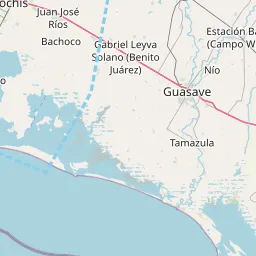 ochis
Juan José
Ríos
Bachoco
Gabriel Leyva
Solano (Benito
Juárez)
Estación Ba
(Campo W
Nío
Guasave
Tamazula